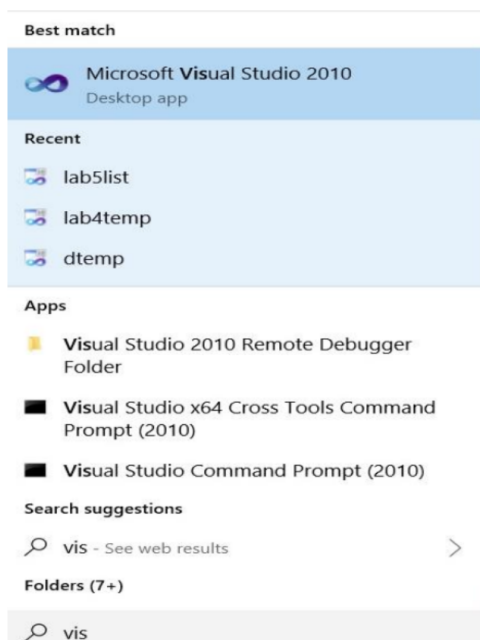 Best match
Microsoft Visual Studio 2010
Desktop app
Recent
lab5list
lab4temp
dtemp
Apps
Visual Studio 2010 Remote Debugger
Folder
Visual Studio x64 Cross Tools Command
Prompt (2010)
Visual Studio Command Prompt (2010)
Search suggestions
vis - See web results
Folders (7+)
vis